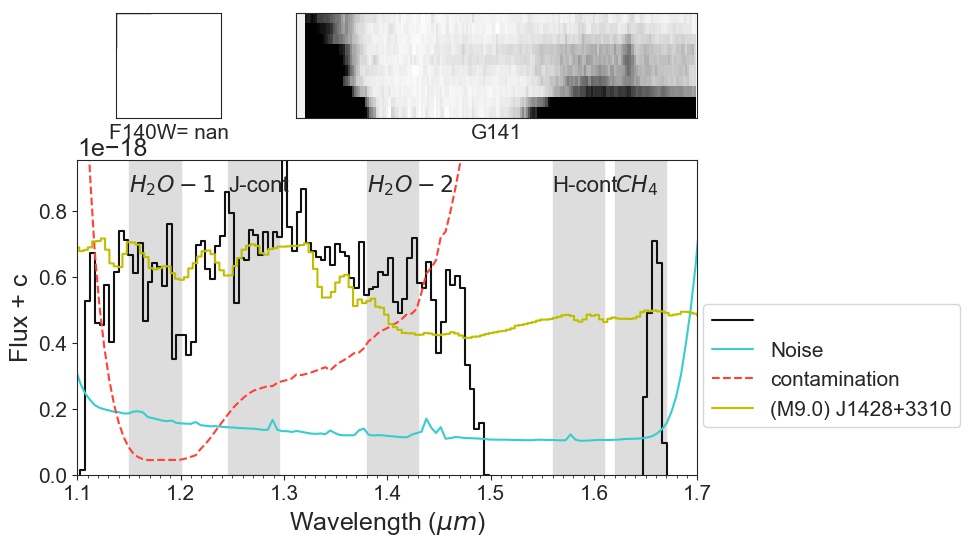 F140W= nan
G141
1e−18
H₂O − 1
J-cont
H₂O − 2
H-cont
CH₄
0.8
0.6
0.4
0.2
0.0
Flux + c
1.1
1.2
1.3
1.4
1.5
1.6
1.7
Wavelength (μm)
Noise
contamination
(M9.0) J1428+3310